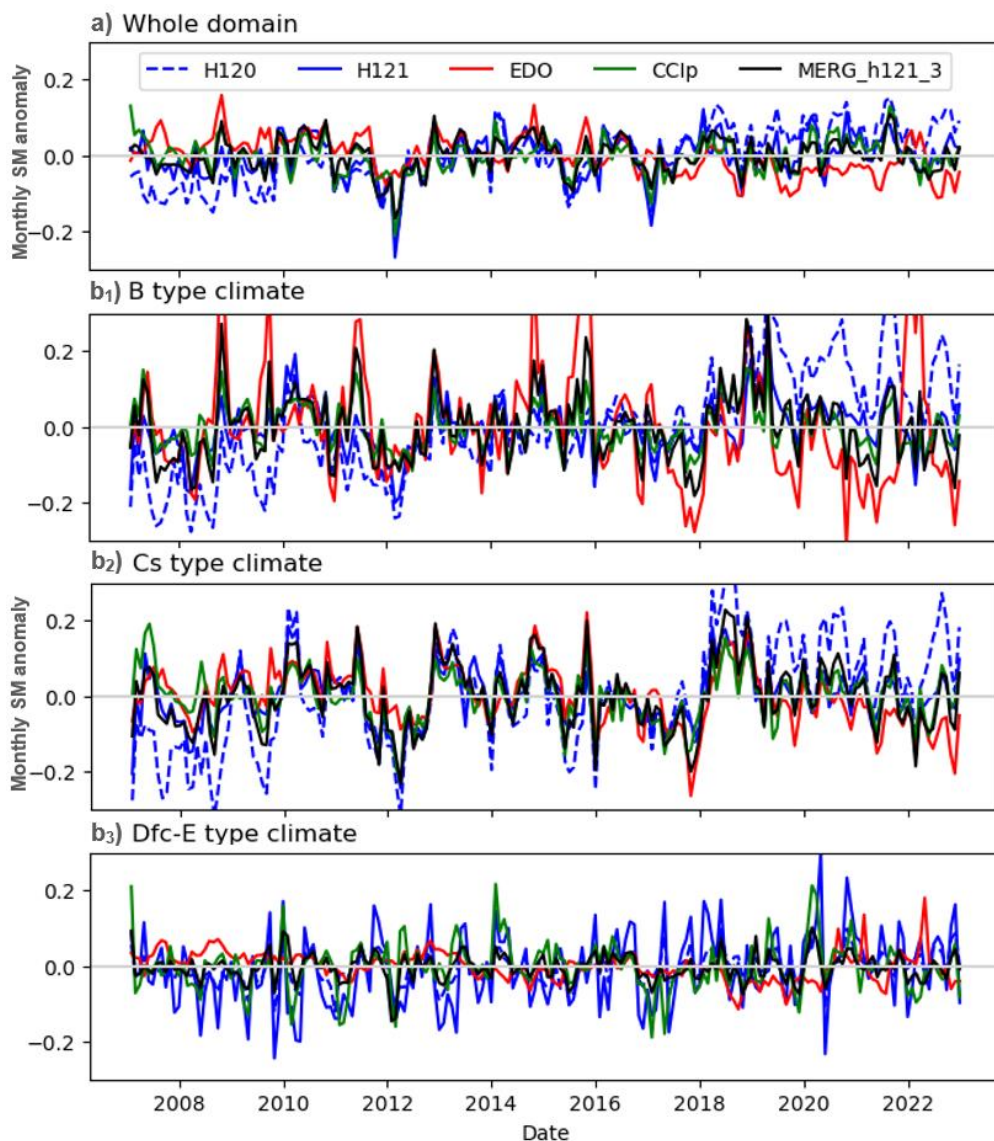 a) Whole domain
H120 H121 EDO CCIp MERG_h121_3
Monthly SM anomaly
0.2
0.0
−0.2
b₁) B type climate
0.2
0.0
−0.2
b₂) Cs type climate
Monthly SM anomaly
0.2
0.0
−0.2
b₃) Dfc-E type climate
0.2
0.0
−0.2
2008 2010 2012 2014 2016 2018 2020 2022
Date